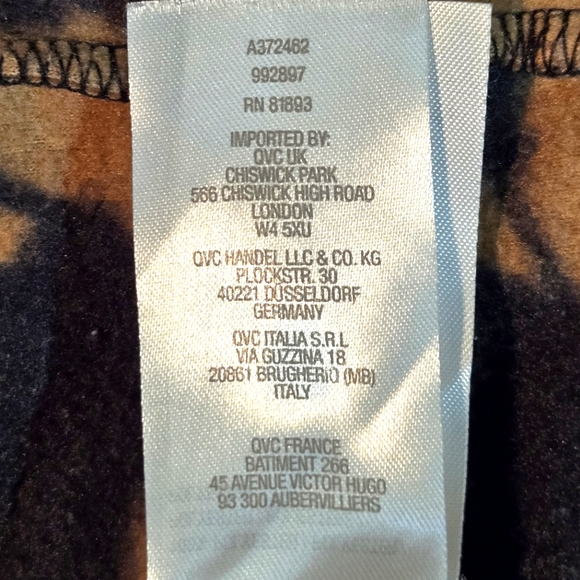 A372462
992897
RN 81893
IMPORTED BY:
QVC UK
CHISWICK PARK
566 CHISWICK HIGH ROAD
LONDON
W4 5XU
QVC HANDEL LLC & CO. KG
PLOCKSTR. 30
40221 DÜSSELDORF
GERMANY
QVC ITALIA S.R.L
VIA GUZZINA 18
20861 BRUGHERIO (MB)
ITALY
QVC FRANCE
BATIMENT 266
45 AVENUE VICTOR HUGO
93 300 AUBERVILLIERS